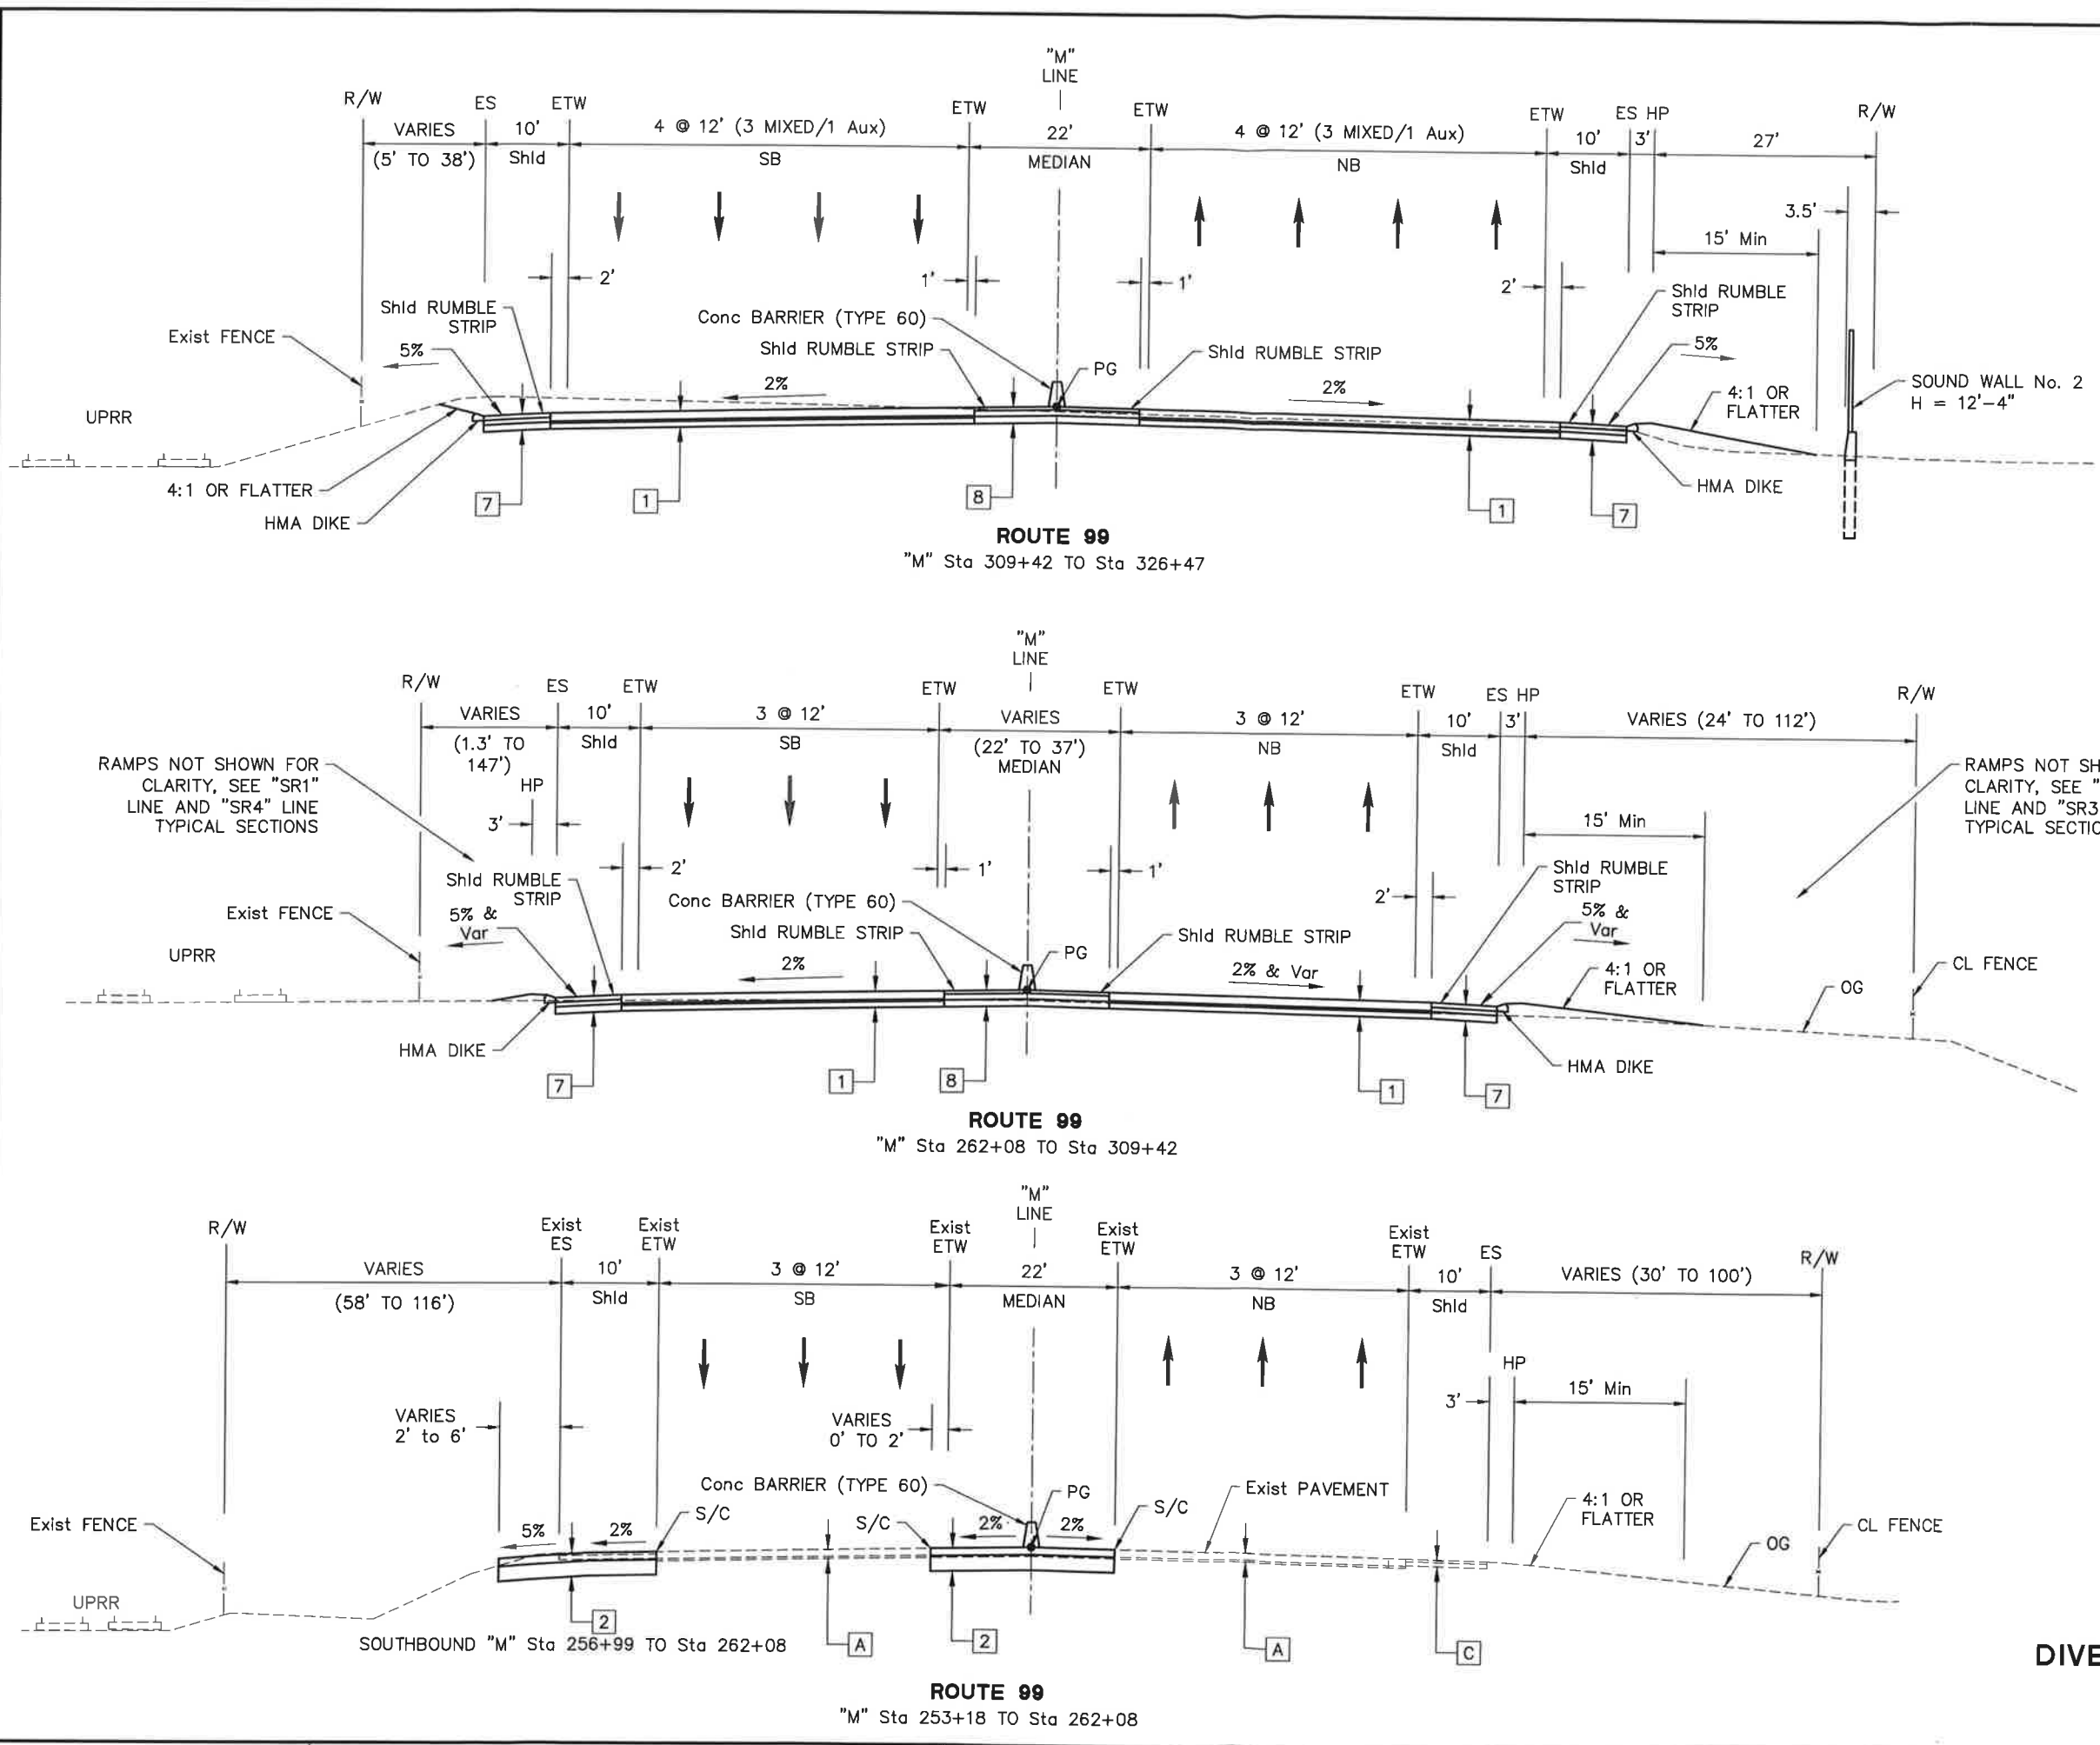 "M"
LINE
R/W
ES
ETW
ETW
ETW
ETW
ES HP
R/W
VARIES
10'
4 @ 12' (3 MIXED/1 Aux)
22'
4 @ 12' (3 MIXED/1 Aux)
10'
3'
27'
(5' TO 38')
Shld
SB
MEDIAN
NB
Shld
3.5'
15' Min
2'
1'
1'
2'
Shld RUMBLE
STRIP
Conc BARRIER (TYPE 60)
Shld RUMBLE
STRIP
Exist FENCE
5%
Shld RUMBLE STRIP
Shld RUMBLE STRIP
5%
PG
2%
2%
4:1 OR
FLATTER
SOUND WALL No. 2
H = 12'-4"
UPRR
4:1 OR FLATTER
HMA DIKE
7
1
8
1
7
HMA DIKE
ROUTE 99
"M" Sta 309+42 TO Sta 326+47
"M"
LINE
R/W
ES
ETW
ETW
ETW
ETW
ES HP
R/W
VARIES
10'
3 @ 12'
VARIES
3 @ 12'
10'
3'
VARIES (24' TO 112')
(1.3' TO
147')
Shld
SB
(22' TO 37')
MEDIAN
NB
Shld
RAMPS NOT SHOWN FOR
CLARITY, SEE "SR1"
LINE AND "SR4" LINE
TYPICAL SECTIONS
HP
3'
RAMPS NOT SH
CLARITY, SEE "
LINE AND "SR3
TYPICAL SECTIO
15' Min
2'
1'
1'
2'
Shld RUMBLE
STRIP
Conc BARRIER (TYPE 60)
Shld RUMBLE
STRIP
Exist FENCE
5% &
Var
Shld RUMBLE STRIP
Shld RUMBLE STRIP
5% &
Var
UPRR
2%
PG
2% & Var
4:1 OR
FLATTER
OG
CL FENCE
HMA DIKE
HMA DIKE
7
1
8
1
7
ROUTE 99
"M" Sta 262+08 TO Sta 309+42
"M"
LINE
R/W
Exist
ES
Exist
ETW
Exist
ETW
Exist
ETW
Exist
ETW
ES
R/W
VARIES
10'
3 @ 12'
22'
3 @ 12'
10'
VARIES (30' TO 100')
(58' TO 116')
Shld
SB
MEDIAN
NB
Shld
HP
3'
15' Min
VARIES
2' to 6'
VARIES
0' TO 2'
Conc BARRIER (TYPE 60)
PG
Exist PAVEMENT
4:1 OR
FLATTER
Exist FENCE
5%
2%
S/C
S/C
2%
2%
S/C
CL FENCE
OG
UPRR
2
A
2
A
C
SOUTHBOUND "M" Sta 256+99 TO Sta 262+08
DIVE
ROUTE 99
"M" Sta 253+18 TO Sta 262+08